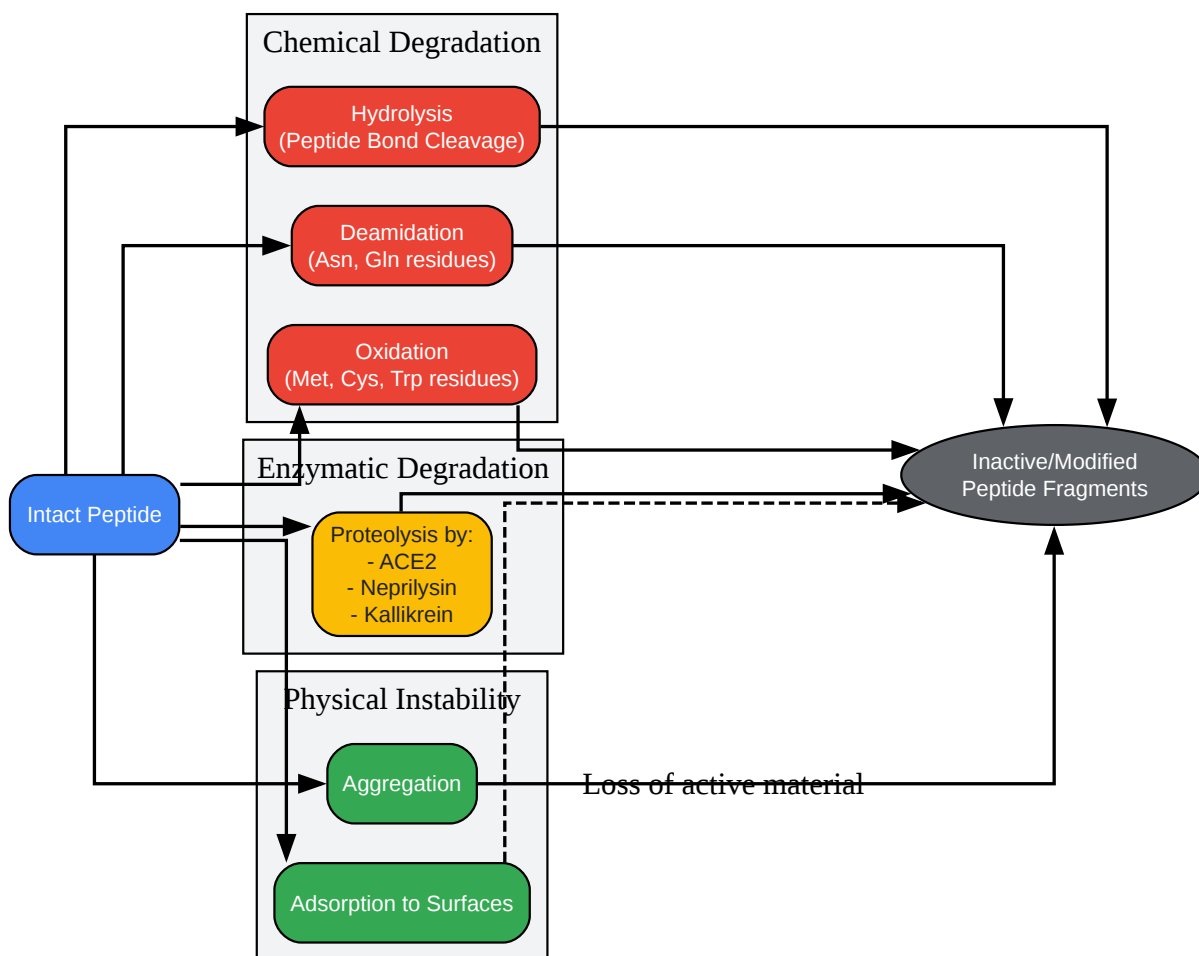 Chemical Degradation
Hydrolysis
(Peptide Bond Cleavage)
Deamidation
(Asn, Gln residues)
Oxidation
(Met, Cys, Trp residues)
Enzymatic Degradation
Intact Peptide
Proteolysis by:
- ACE2
- Neprilysin
- Kallikrein
Inactive/Modified
Peptide Fragments
Physical Instability
Aggregation
Loss of active material
Adsorption to Surfaces